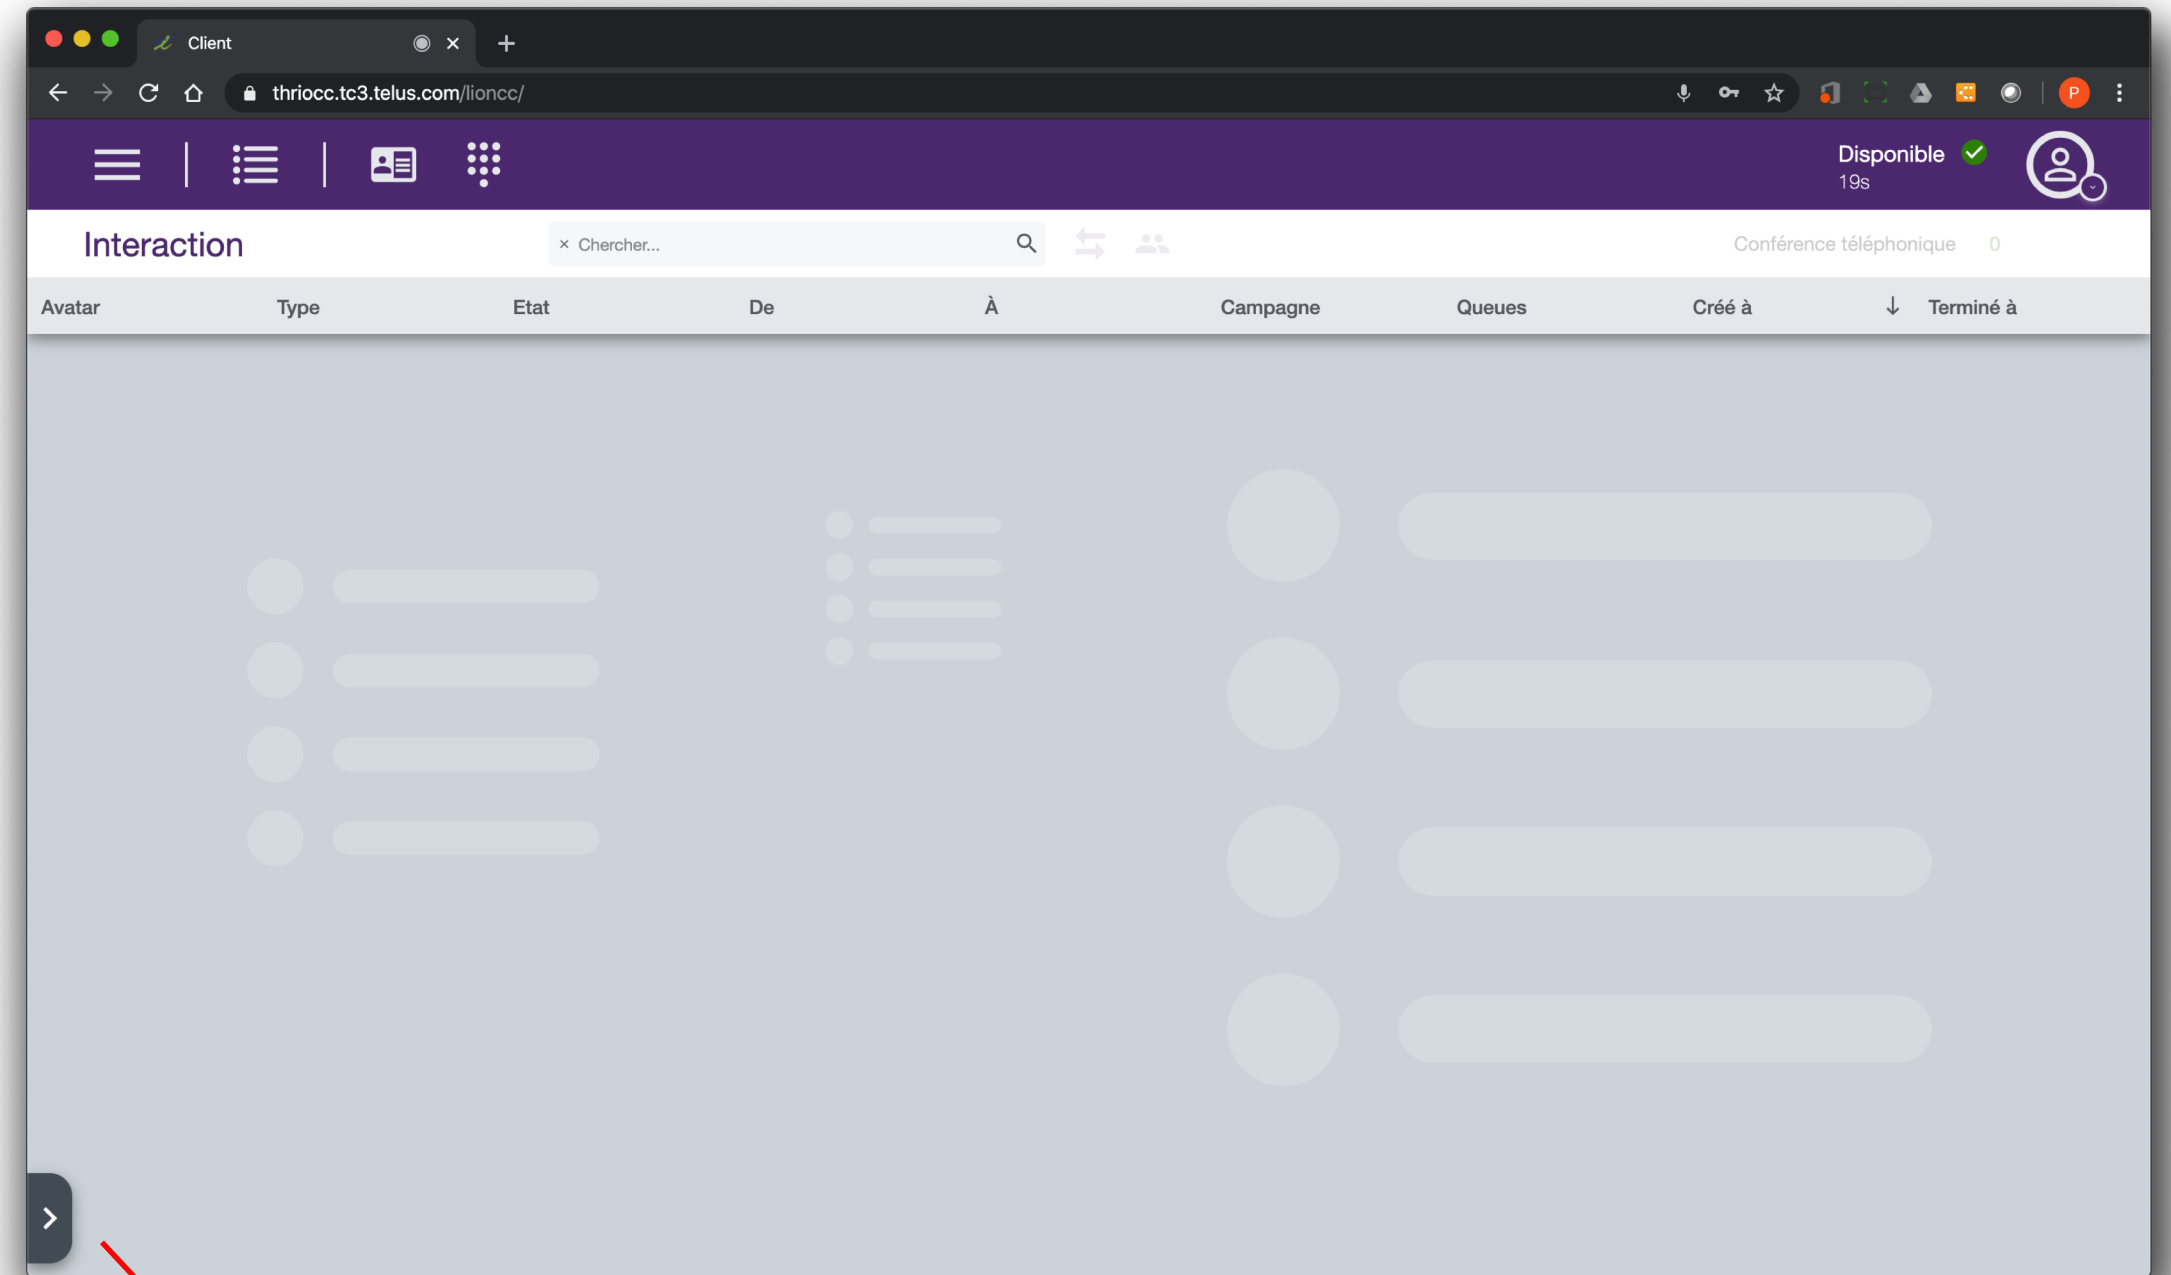 Client
thriocc.tc3.telus.com/lioncc/
P
Disponible
19s
Interaction
× Chercher...
Conférence téléphonique 0
Avatar Type Etat De À Campagne Queues Créé à Terminé à